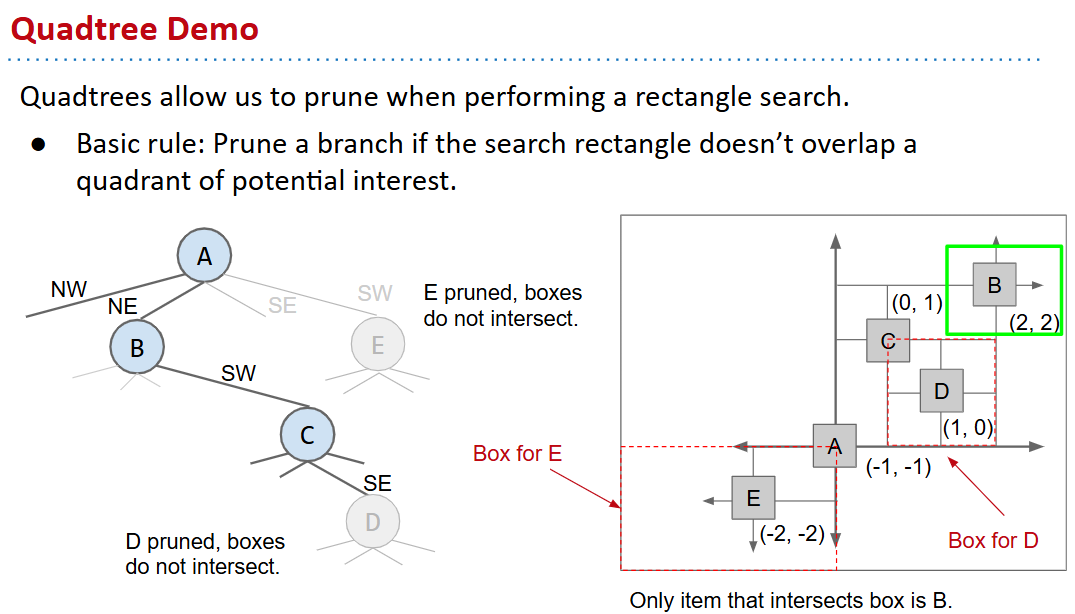 Quadtree Demo
Quadtrees allow us to prune when performing a rectangle search.
● Basic rule: Prune a branch if the search rectangle doesn’t overlap a
quadrant of potential interest.
A
NW
NE
SE
SW
B
E
E pruned, boxes
do not intersect.
SW
C
SE
D
D pruned, boxes
do not intersect.
B
(0, 1)
(2, 2)
C
D
(1, 0)
A
(-1, -1)
Box for E
E
(-2, -2)
Box for D
Only item that intersects box is B.